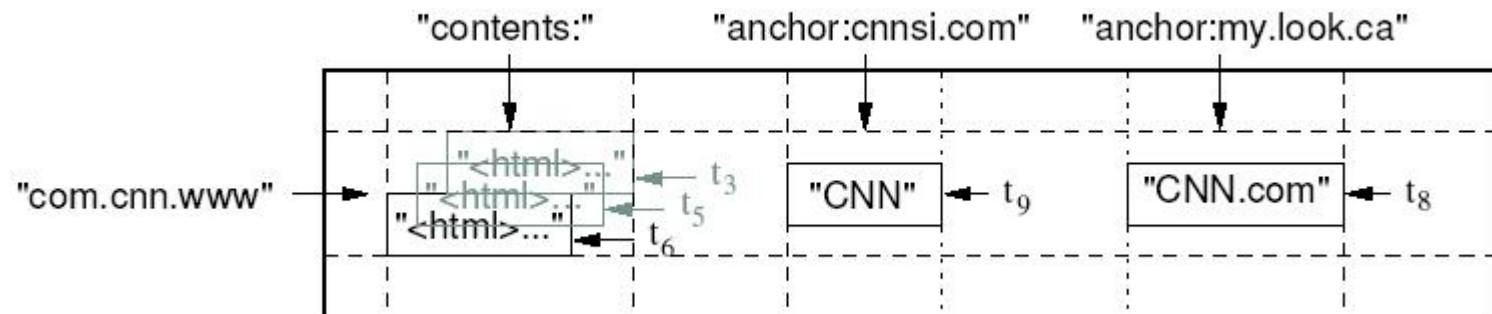 "contents:" "anchor:cnnsi.com" "anchor:my.look.ca"
"<html>..." t3
"com.cnn.www" "<html>..." t5 "CNN" t9 "CNN.com" t8
"<html>..." t6